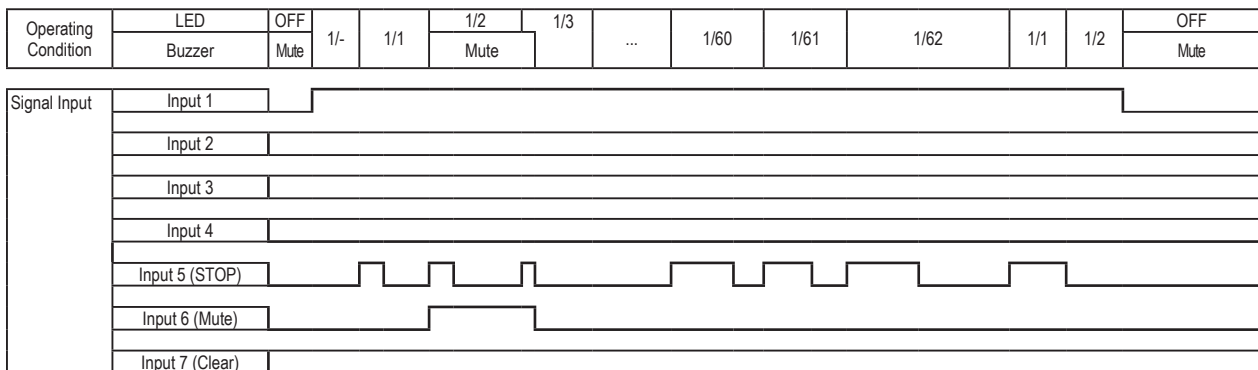 Operating Condition
LED
OFF
1/-
1/1
1/2
1/3
...
1/60
1/61
1/62
1/1
1/2
OFF
Buzzer
Mute
Mute
Mute
Signal Input
Input 1
Input 2
Input 3
Input 4
Input 5 (STOP)
Input 6 (Mute)
Input 7 (Clear)